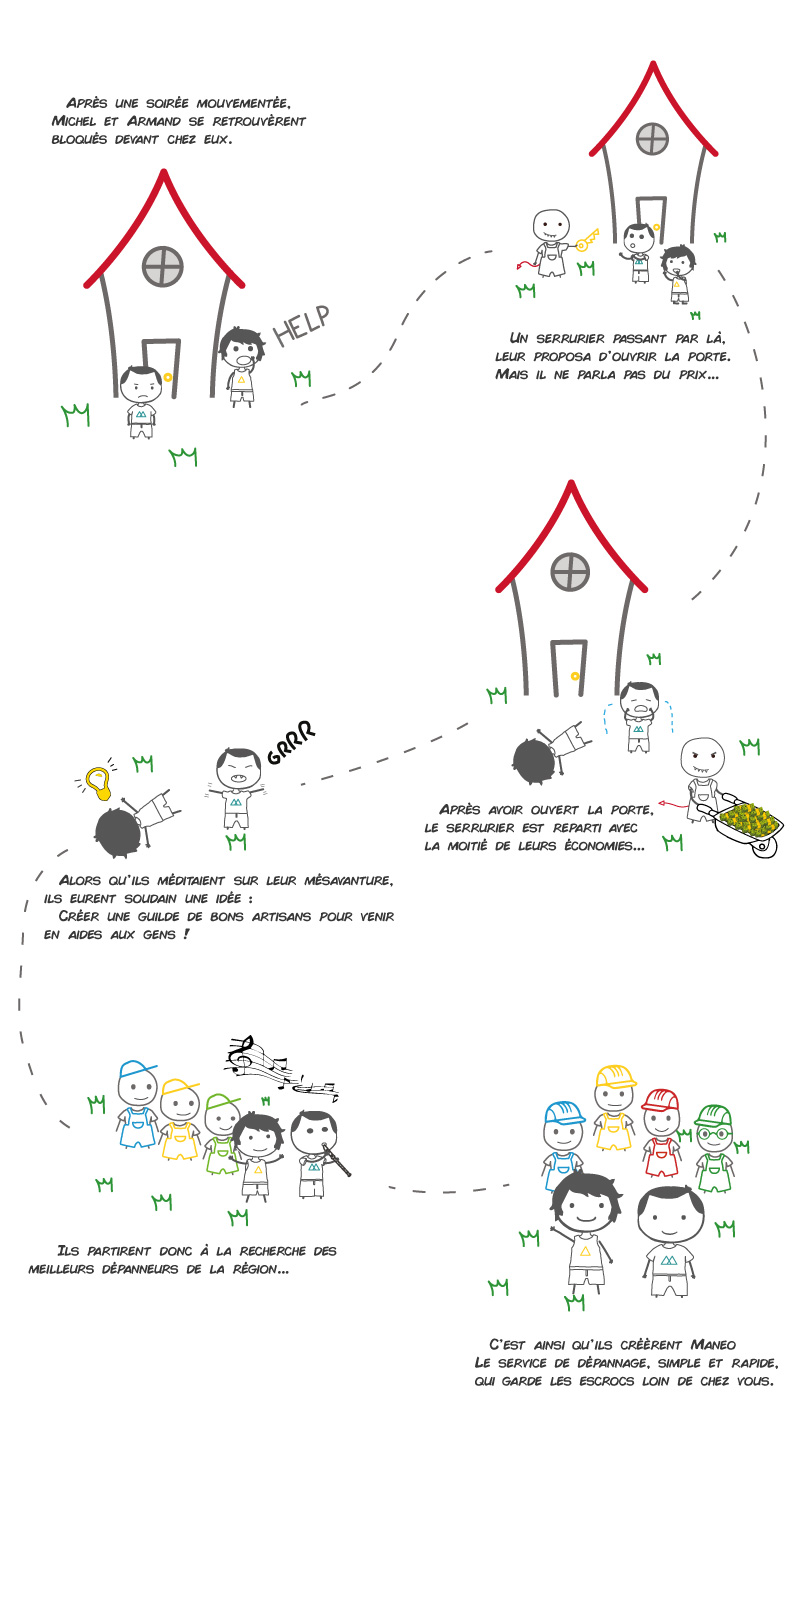 Après une soirée mouvementée,
Michel et Armand se retrouvèrent
bloqués devant chez eux.
HELP
Un serrurier passant par là,
leur proposa d'ouvrir la porte.
Mais il ne parla pas du prix...
Après avoir ouvert la porte,
le serrurier est reparti avec
la moitié de leurs économies...
GRRR
Alors qu'ils méditaient sur leur mésavanture,
ils eurent soudain une idée :
Créer une guilde de bons artisans pour venir
en aides aux gens !
Ils partirent donc à la recherche des
meilleurs dépanneurs de la région...
C'est ainsi qu'ils créèrent Maneo
Le service de dépannage, simple et rapide,
qui garde les escrocs loin de chez vous.